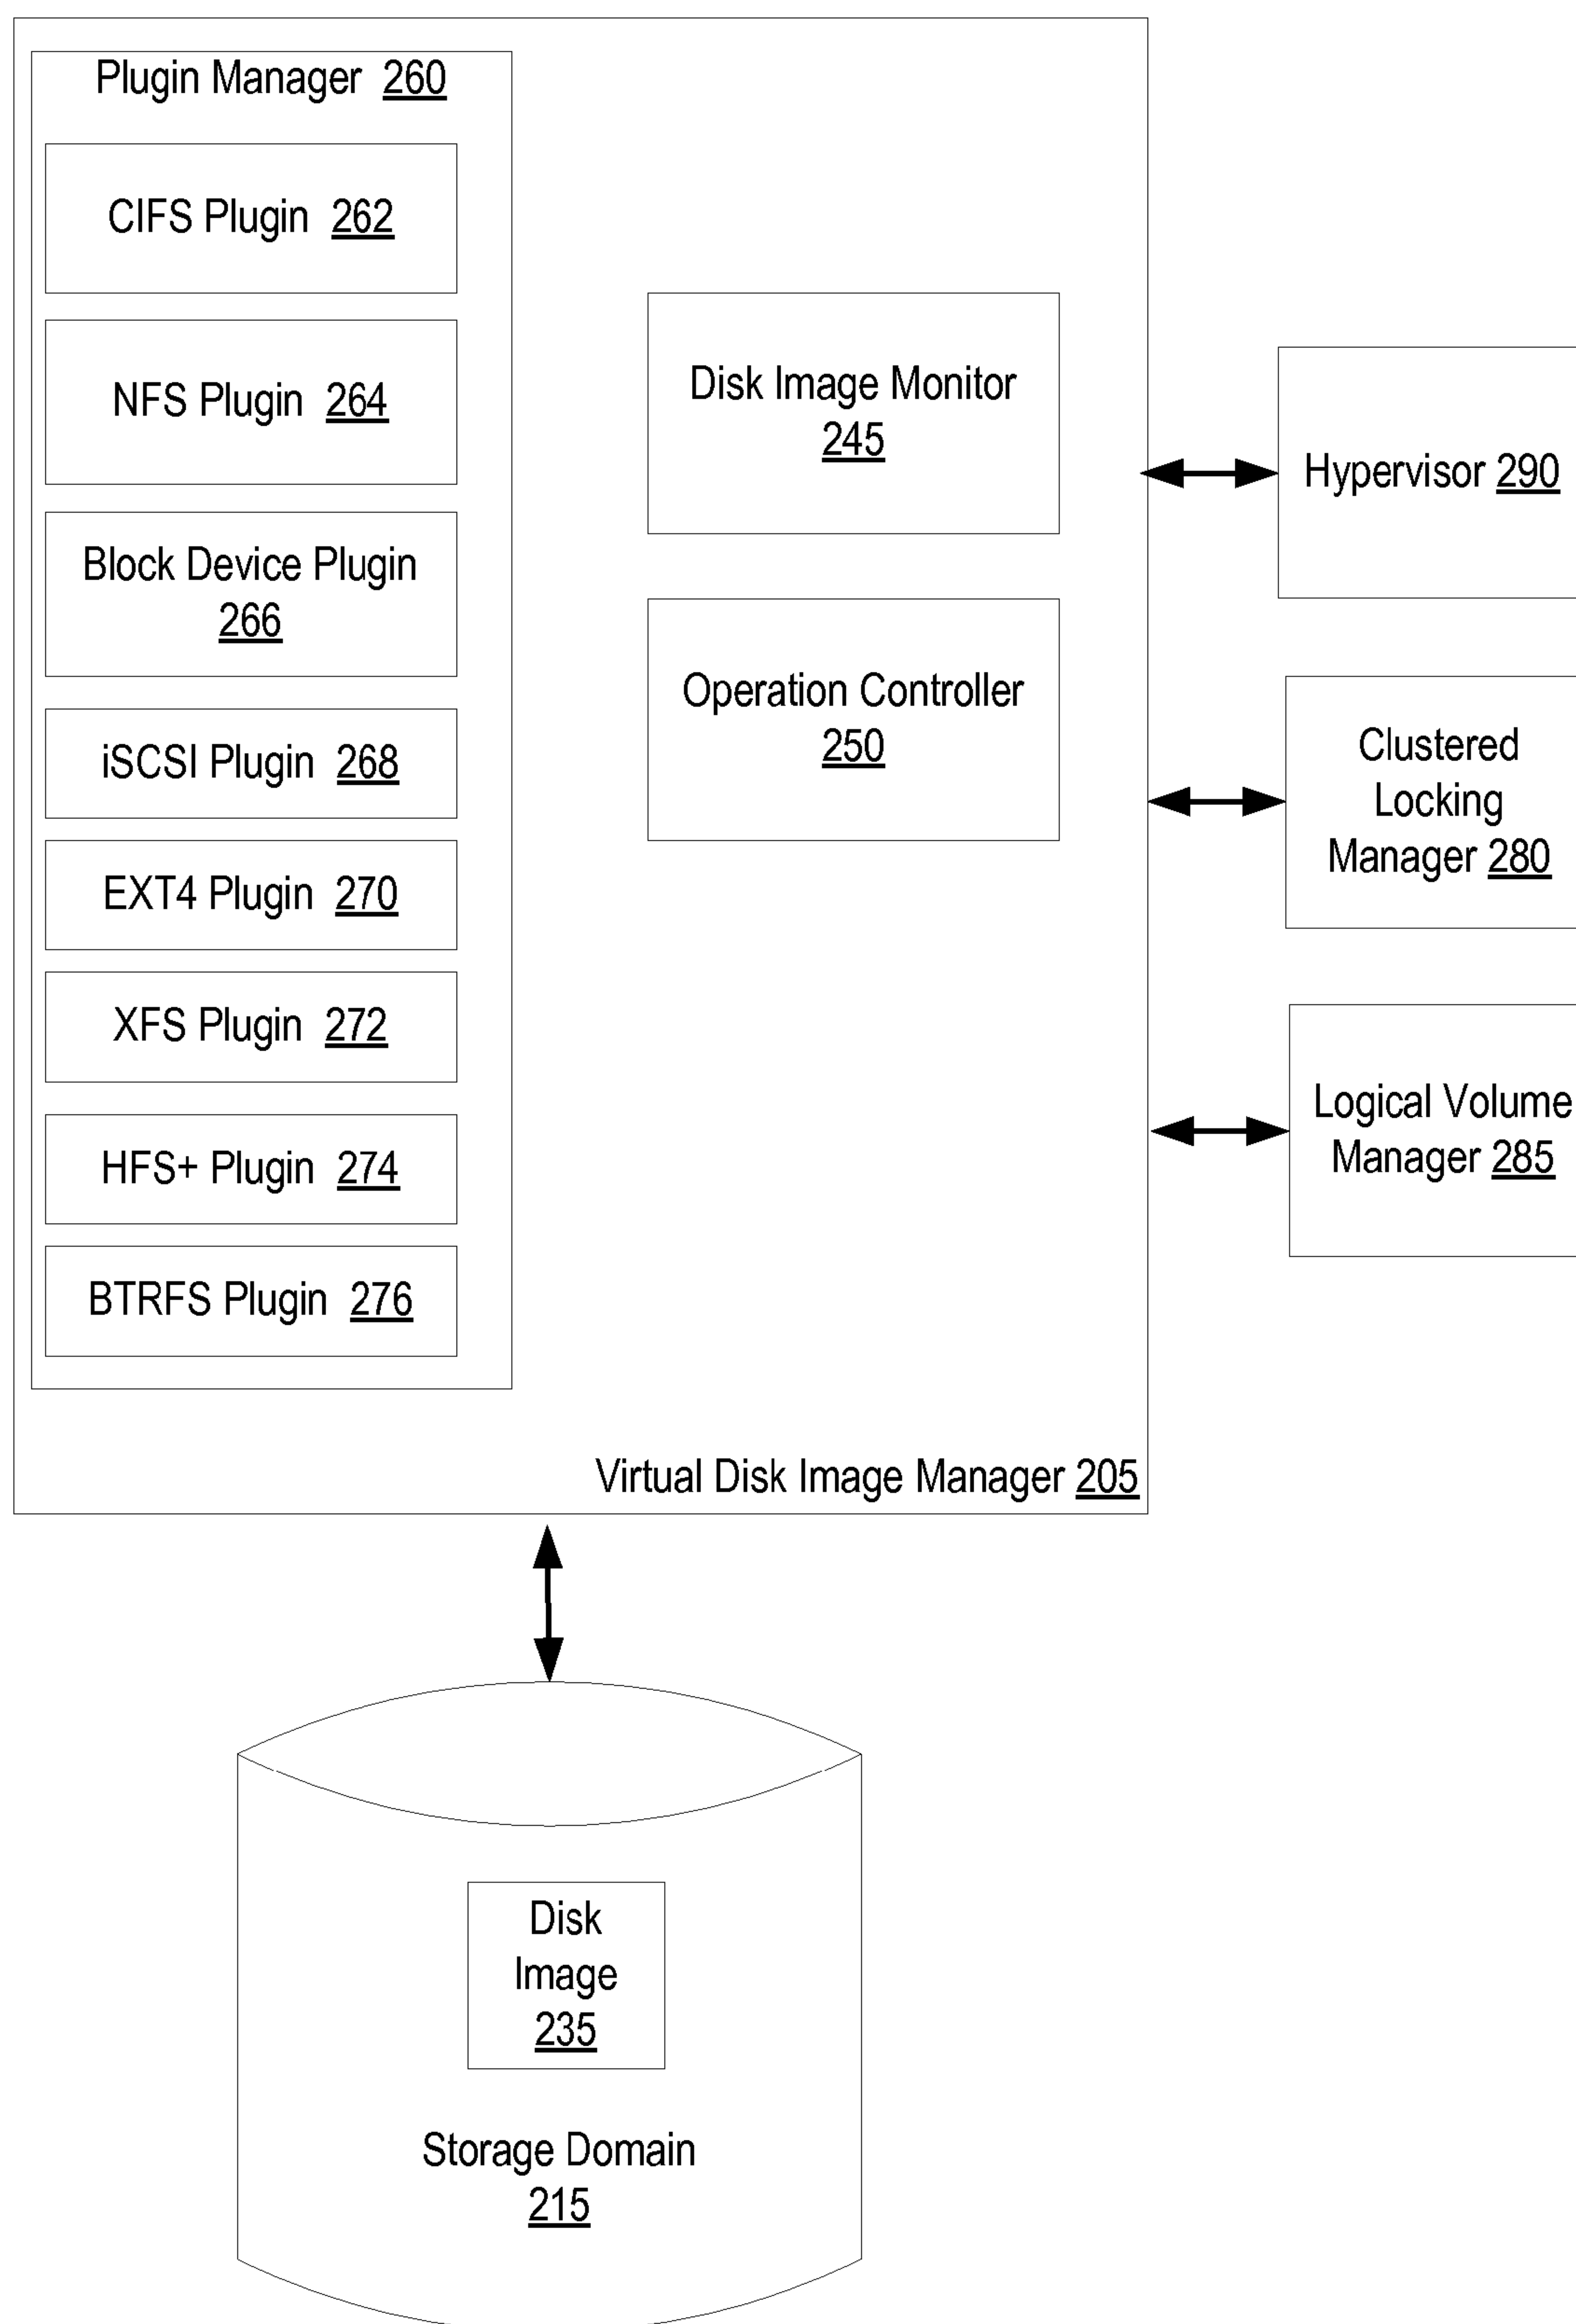 Plugin Manager 260
CIFS Plugin 262
NFS Plugin 264
Block Device Plugin
266
iSCSI Plugin 268
EXT4 Plugin 270
XFS Plugin 272
HFS+ Plugin 274
BTRFS Plugin 276
Disk Image Monitor
245
Operation Controller
250
Virtual Disk Image Manager 205
Hypervisor 290
Clustered
Locking
Manager 280
Logical Volume
Manager 285
Disk
Image
235
Storage Domain
215